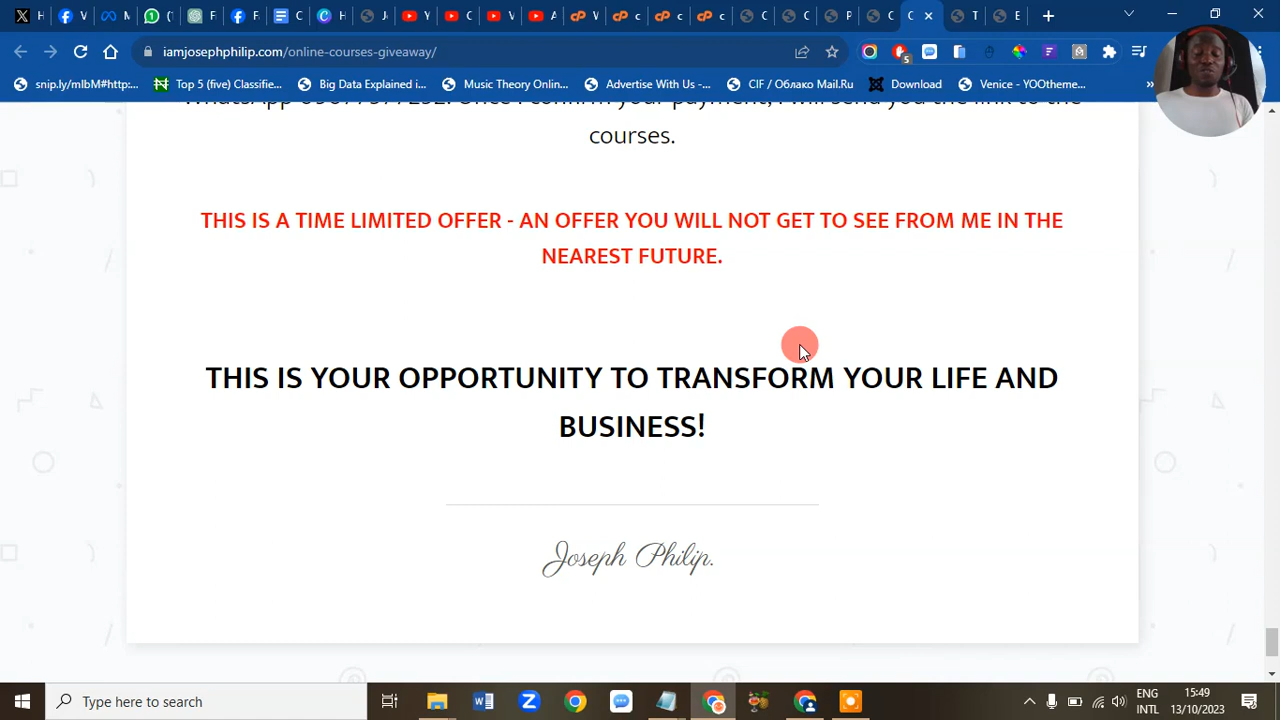 H
V
(1
F
F
C
H
J
Y
C
V
A
V
c
c
c
C
C
P
C
C
T
E
iamjosephphilip.com/online-courses-giveaway/
5
snip.ly/mlbM#http:...
Top 5 (five) Classifie...
Big Data Explained i...
Music Theory Onlin...
Advertise With Us -...
CIF / Облако Mail.Ru
Download
Venice - YOOtheme...
courses.
THIS IS A TIME LIMITED OFFER - AN OFFER YOU WILL NOT GET TO SEE FROM ME IN THE
NEAREST FUTURE.
THIS IS YOUR OPPORTUNITY TO TRANSFORM YOUR LIFE AND
BUSINESS!
Joseph Philip.
Type here to search
ENG
INTL
15:49
13/10/2023